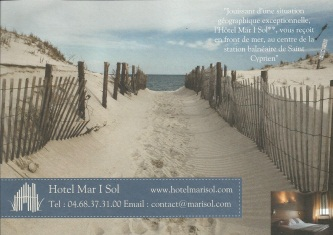 "Jouissant d'une situation
géographique exceptionnelle,
l'Hôtel Mar I Sol**, vous reçoit
en front de mer, au centre de la
station balnéaire de Saint
Cyprien"
Hotel Mar I Sol www.hotelmarisol.com
Tel : 04.68.37.31.00 Email : contact@marisol.com